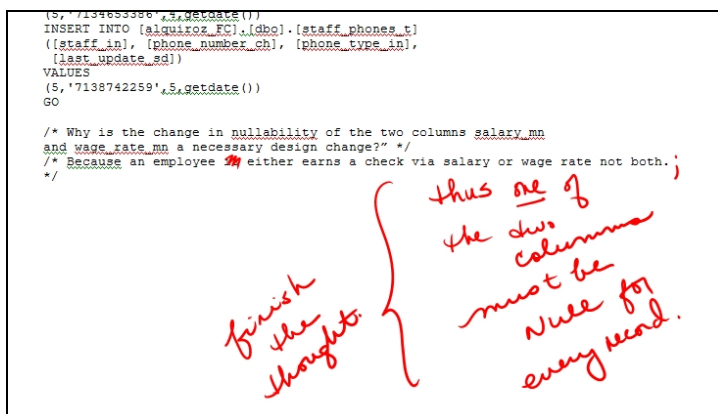 (5,'7134653386',4,getdate())
INSERT INTO [alquiroz_FC].[dbo].[staff_phones_t]
([staff_in], [phone_number_ch], [phone_type_in],
[last_update_sd])
VALUES
(5,'7138742259',5,getdate())
GO
/* Why is the change in nullability of the two columns salary_mn
and wage_rate_mn a necessary design change?” */
/* Because an employee either earns a check via salary or wage rate not both. ;
*/
thus one of
the two
columns
must be
Null for
every record.
finish
the
thought.